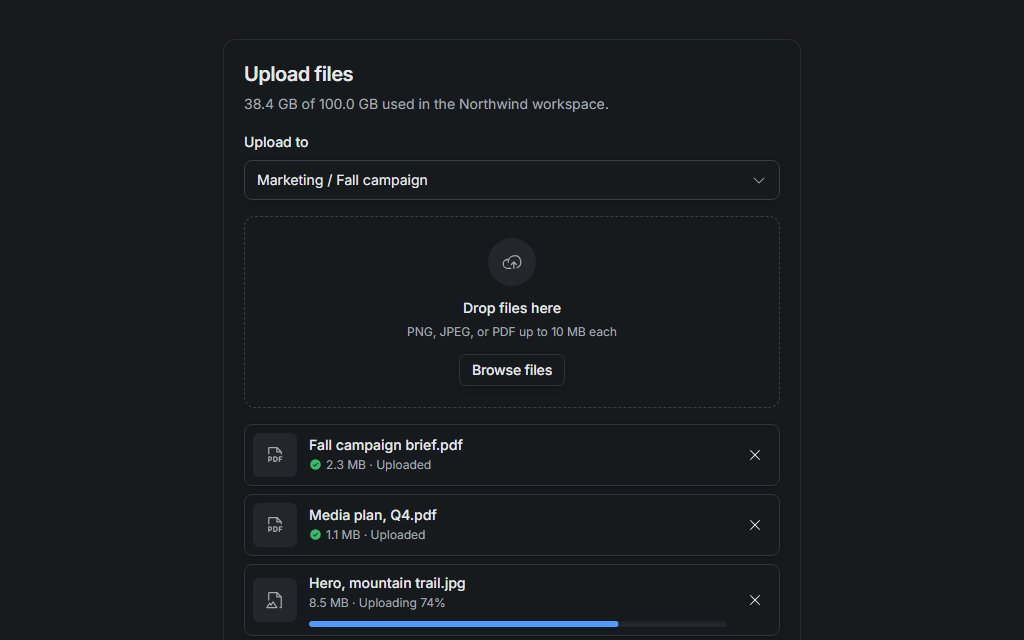 Upload files
38.4 GB of 100.0 GB used in the Northwind workspace.
Upload to
Marketing / Fall campaign
Drop files here
PNG, JPEG, or PDF up to 10 MB each
Browse files
PDF
Fall campaign brief.pdf
2.3 MB · Uploaded
PDF
Media plan, Q4.pdf
1.1 MB · Uploaded
Hero, mountain trail.jpg
8.5 MB · Uploading 74%